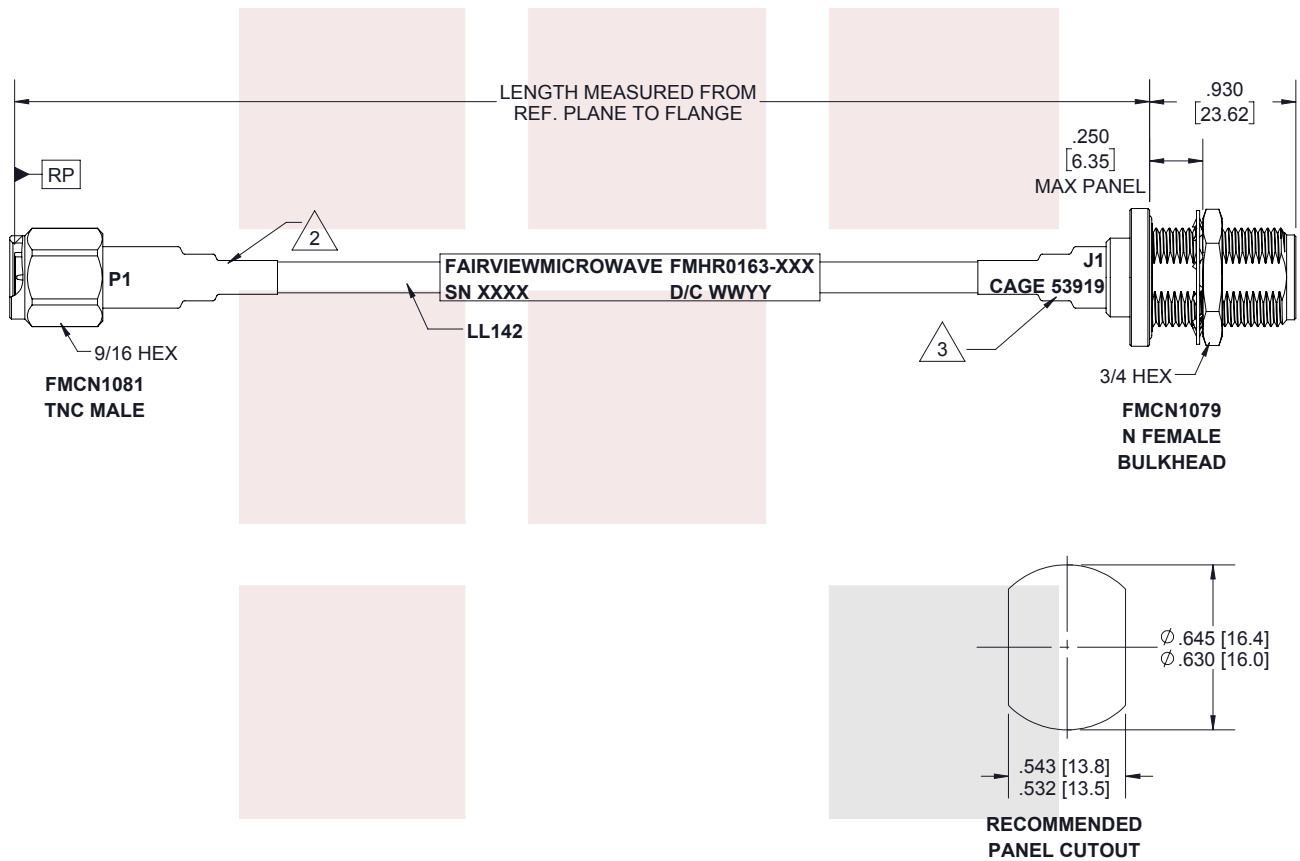 LENGTH MEASURED FROM
REF. PLANE TO FLANGE
.930
[23.62]
.250
[6.35]
MAX PANEL
RP
2
P1
FAIRVIEWMICROWAVE FMHR0163-XXX
SN XXXX D/C WWYY
J1
CAGE 53919
LL142
3
9/16 HEX
FMCN1081
TNC MALE
3/4 HEX
FMCN1079
N FEMALE
BULKHEAD
∅ .645 [16.4]
∅ .630 [16.0]
.543 [13.8]
.532 [13.5]
RECOMMENDED
PANEL CUTOUT